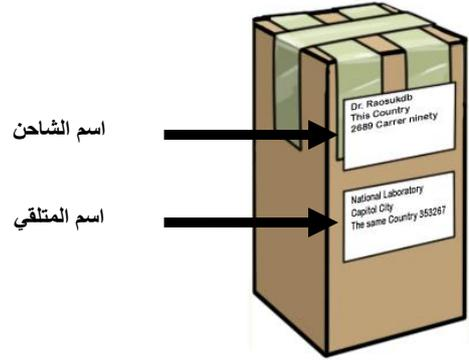 اسم الشاحن
Dr. Raosukdb
This Country
2689 Carrer ninety
اسم المتلقي
National Laboratory
Capitol City
The same Country 353267